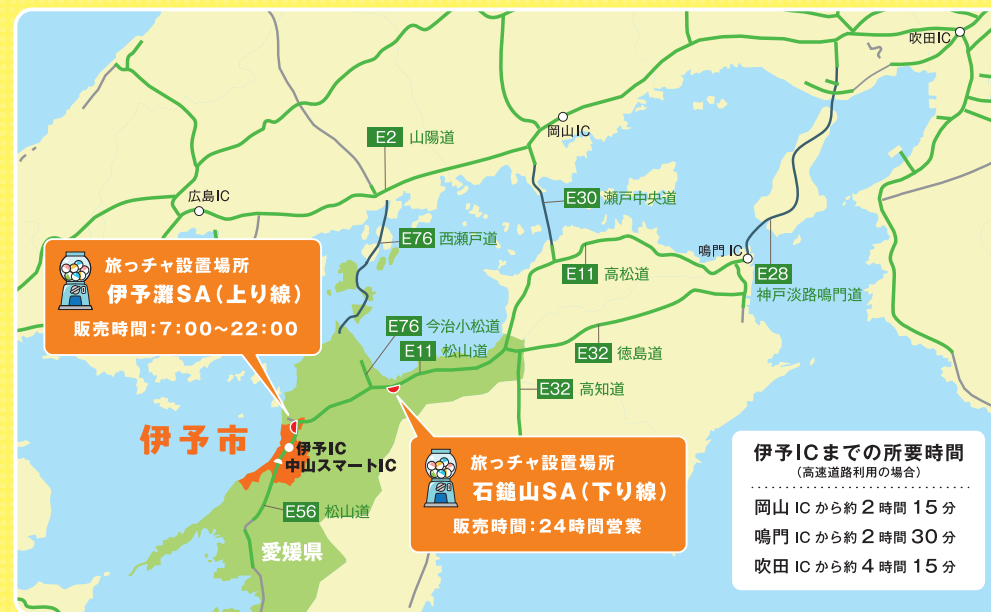 吹田IC
岡山IC
E2 山陽道
広島IC
E30 瀬戸中央道
E76 西瀬戸道
鳴門IC
E11 高松道
E28
神戸淡路鳴門道
旅っチャ設置場所
伊予灘SA(上り線)
販売時間:7:00〜22:00
E76 今治小松道
E11 松山道
E32 徳島道
E32 高知道
伊予市
伊予IC
中山スマートIC
旅っチャ設置場所
石鎚山SA(下り線)
販売時間:24時間営業
E56 松山道
愛媛県
伊予ICまでの所要時間
(高速道路利用の場合)
岡山 IC から約 2 時間 15 分
鳴門 IC から約 2 時間 30 分
吹田 IC から約 4 時間 15 分